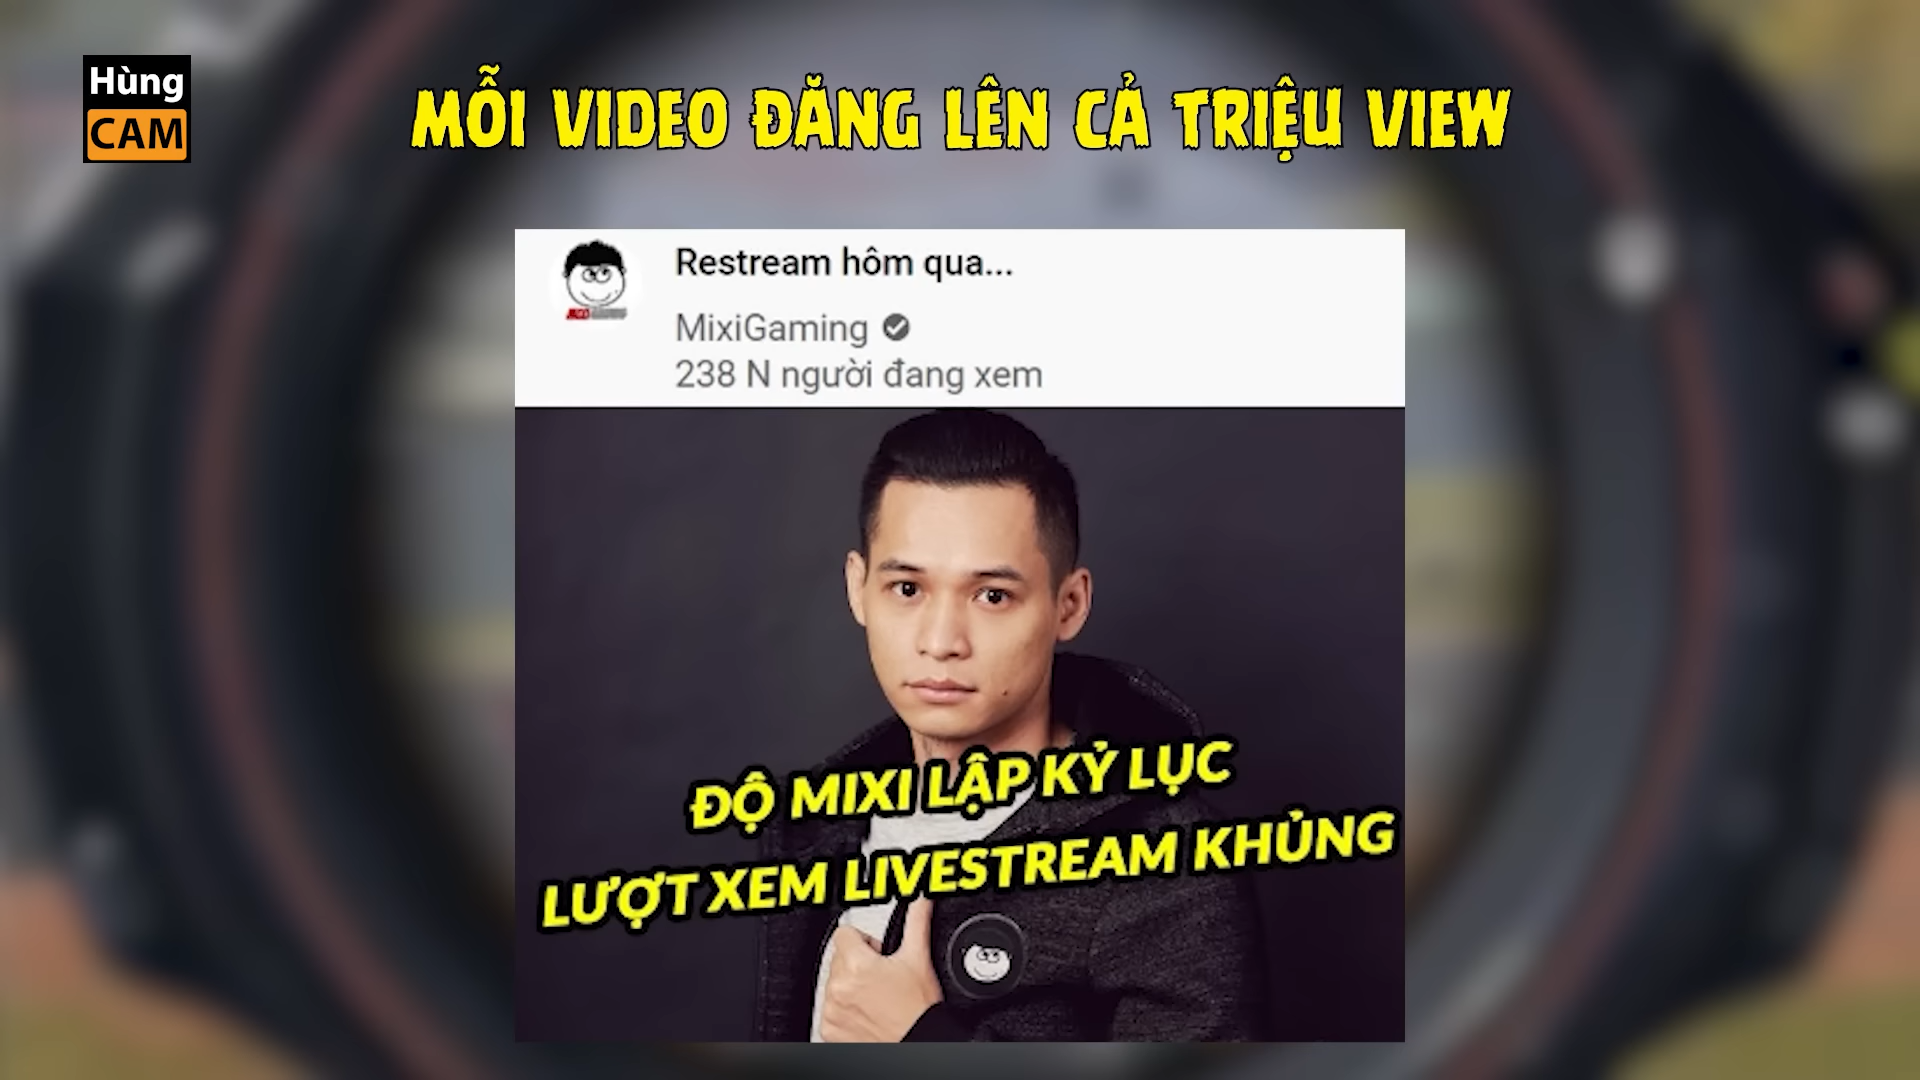 Hùng
CAM
MỖI VIDEO ĐĂNG LÊN CẢ TRIỆU VIEW
Restream hôm qua...
MixiGaming
238 N người đang xem
ĐỘ MIXI LẬP KỶ LỤC
LƯỢT XEM LIVESTREAM KHỦNG